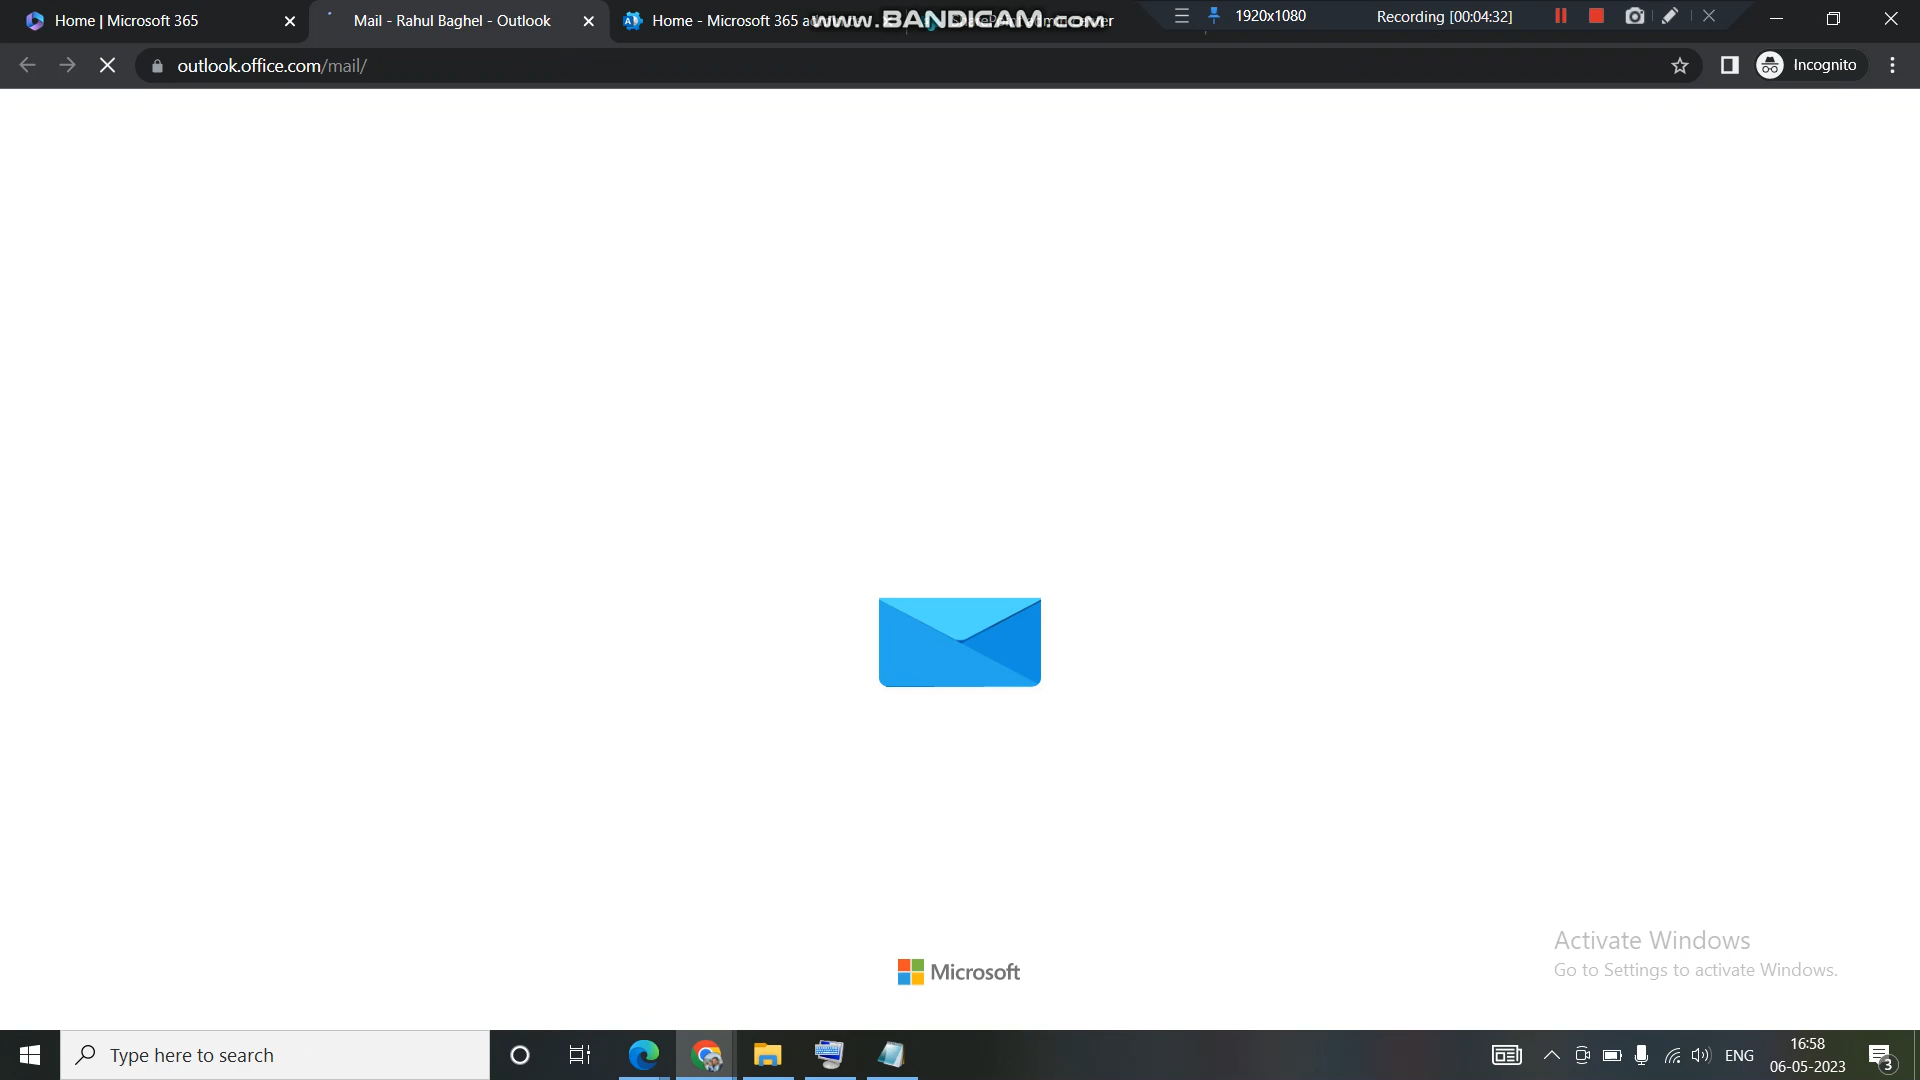 Home | Microsoft 365
Mail - Rahul Baghel - Outlook
Home - Microsoft 365 a
www.BANDICAM.com
1920x1080
Recording [00:04:32]
outlook.office.com/mail/
Incognito
Microsoft
Activate Windows
Go to Settings to activate Windows.
Type here to search
ENG
16:58
06-05-2023
3